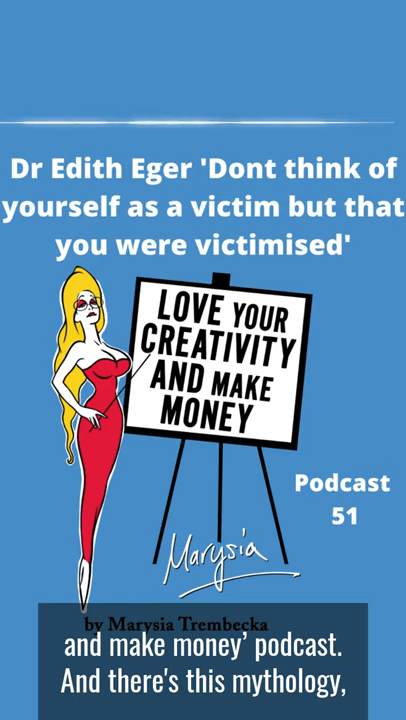 Dr Edith Eger 'Dont think of
yourself as a victim but that
you were victimised'
LOVE YOUR
CREATIVITY
AND MAKE
MONEY
Podcast
51
Marysia
by Marysia Trembecka
and make money’ podcast.
And there's this mythology,